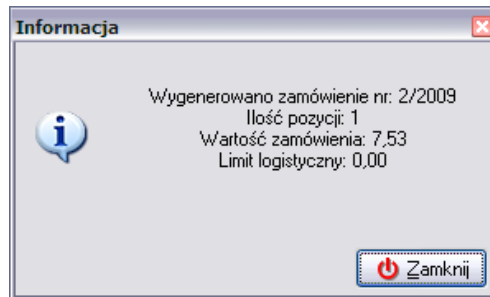 Informacja
Wygenerowano zamówienie nr: 2/2009
Ilość pozycji: 1
Wartość zamówienia: 7,53
Limit logistyczny: 0,00
Zamknij